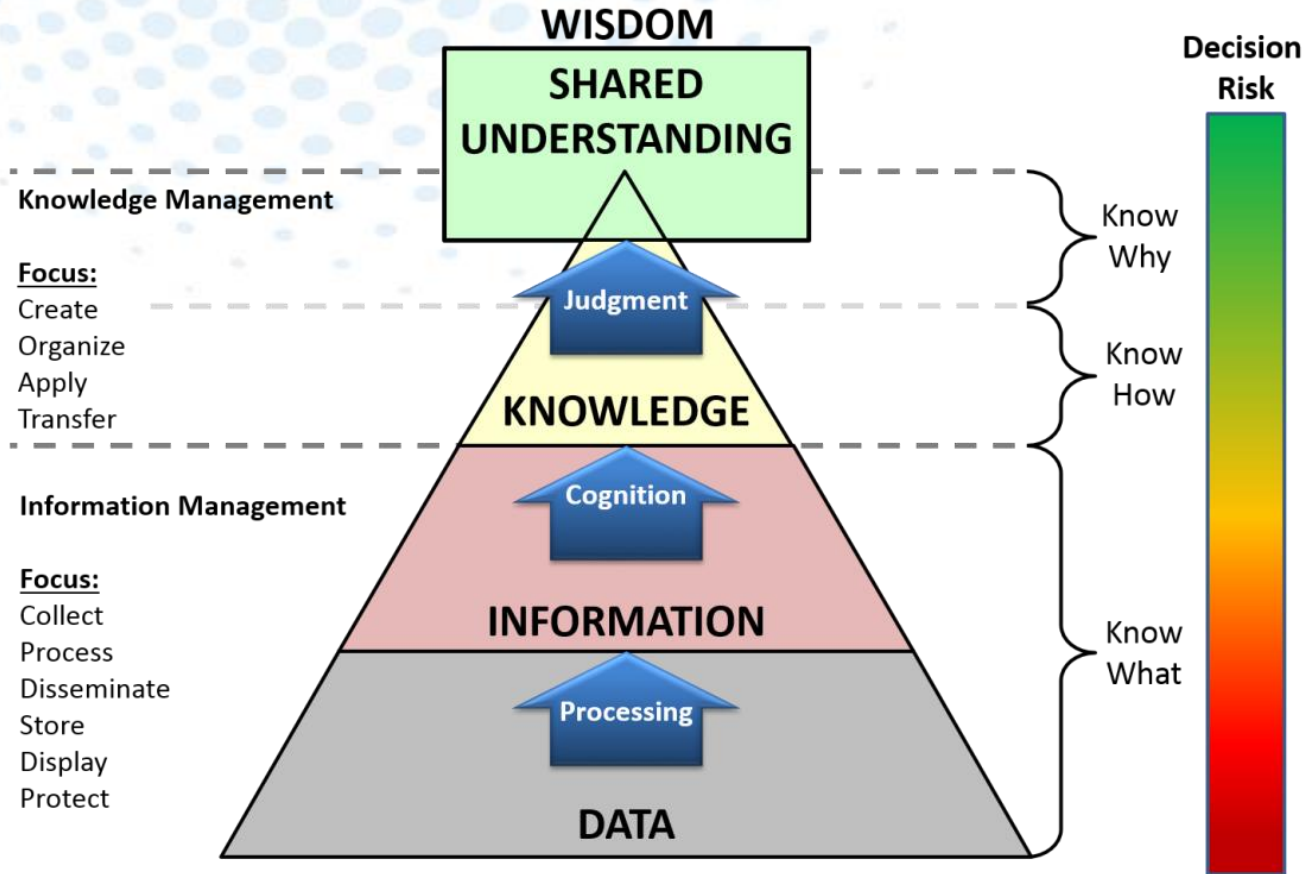 WISDOM
SHARED
UNDERSTANDING
Decision
Risk
Knowledge Management
Focus:
Create
Organize
Apply
Transfer
Judgment
KNOWLEDGE
Know
Why
Know
How
Information Management
Focus:
Collect
Process
Disseminate
Store
Display
Protect
Cognition
INFORMATION
Processing
DATA
Know
What